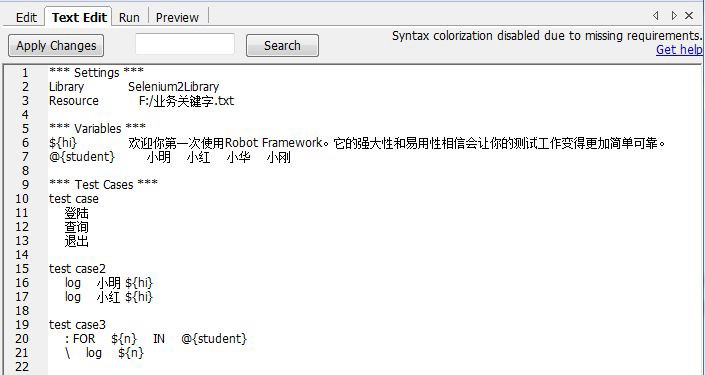 Edit Text Edit Run Preview
Apply Changes Search Syntax colorization disabled due to missing requirements.
Get help
1 *** Settings ***
2 Library Selenium2Library
3 Resource F:/业务关键字.txt
4
5 *** Variables ***
6 ${hi} 欢迎你第一次使用Robot Framework。它的强大性和易用性相信会让你的测试工作变得更加简单可靠。
7 @{student} 小明 小红 小华 小刚
8
9 *** Test Cases ***
10 test case
11 登陆
12 查询
13 退出
14
15 test case2
16 log 小明 ${hi}
17 log 小红 ${hi}
18
19 test case3
20 : FOR ${n} IN @{student}
21 \ log ${n}
22